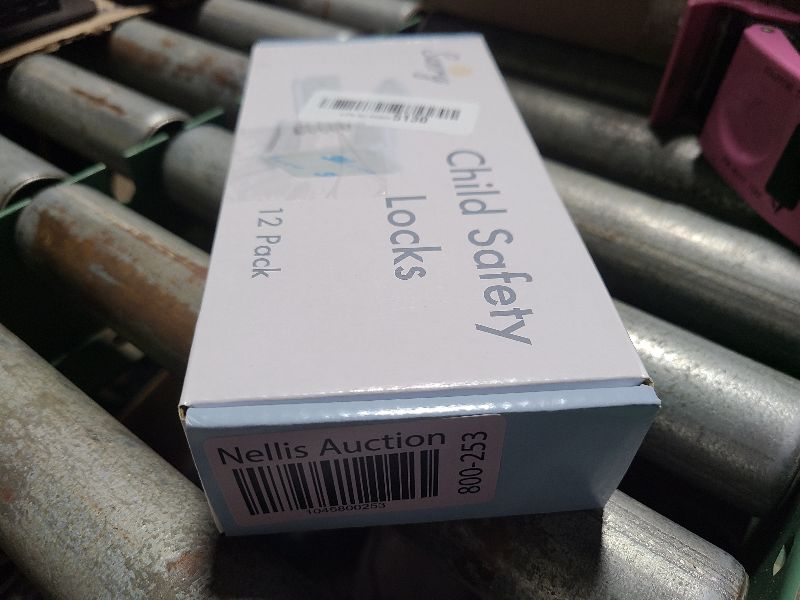 Child Safety
Locks
12 Pack
Nellis Auction
1045800253
800-253